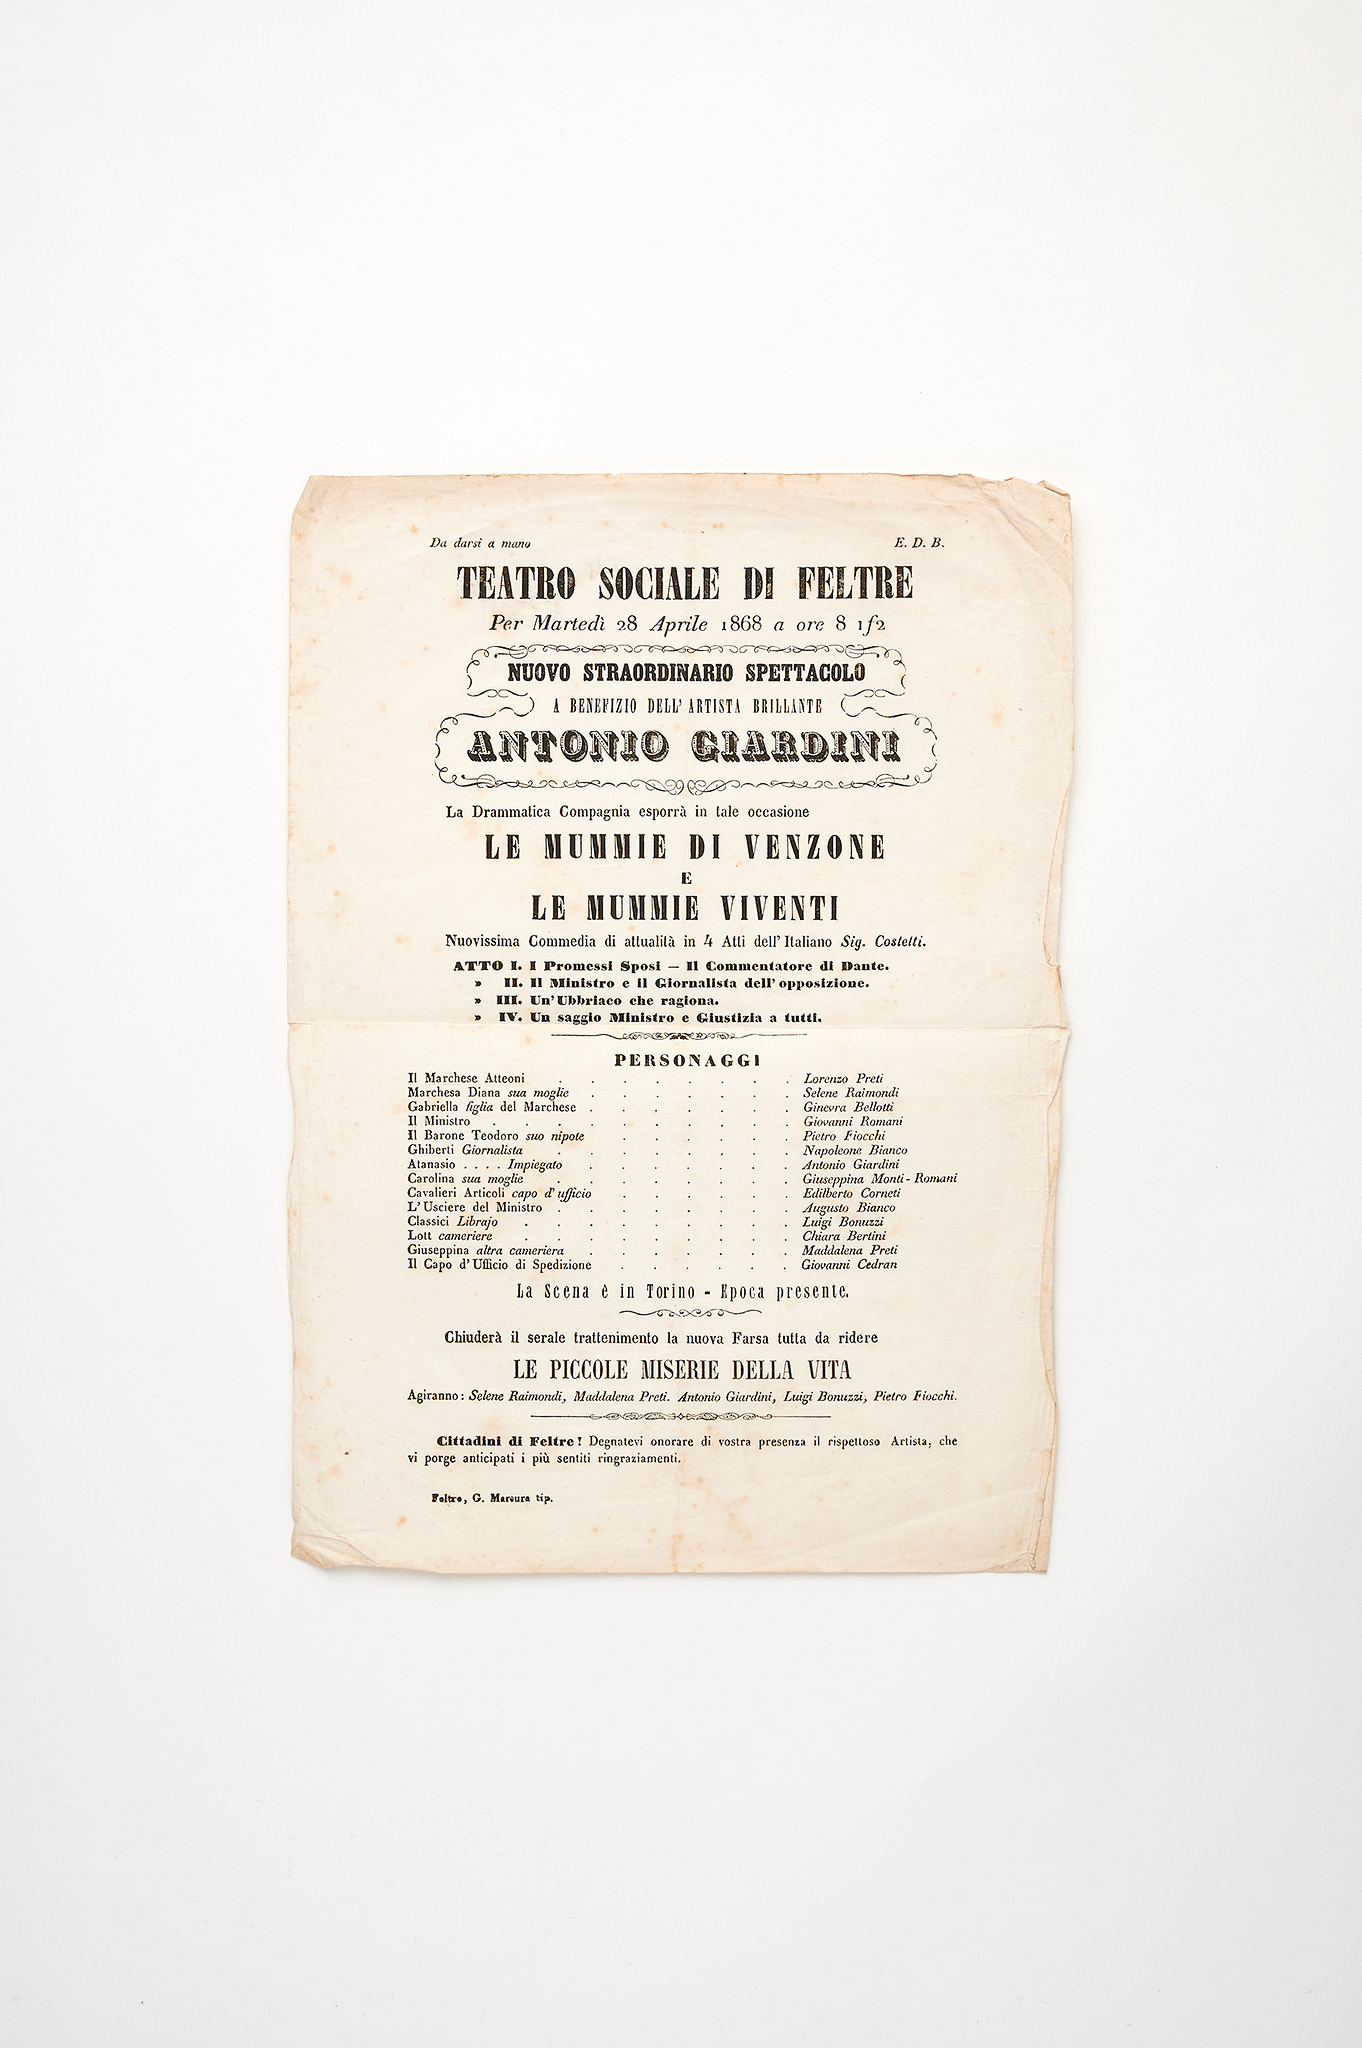 Da darsi a mano E. D. B.
TEATRO SOCIALE DI FELTRE
Per Martedì 28 Aprile 1868 a ore 8 1f2
NUOVO STRAORDINARIO SPETTACOLO
A BENEFIZIO DELL' ARTISTA BRILLANTE
ANTONIO GIARDINI
La Drammatica Compagnia esporrà in tale occasione
LE MUMMIE DI VENZONE
E
LE MUMMIE VIVENTI
Nuovissima Commedia di attualità in 4 Atti dell' Italiano Sig. Costetti.
ATTO I. I Promessi Sposi — Il Commentatore di Dante.
» II. Il Ministro e il Giornalista dell' opposizione.
» III. Un' Ubbriaco che ragiona.
» IV. Un saggio Ministro e Giustizia a tutti.
PERSONAGGI
Il Marchese Atteoni . . . . . . . . Lorenzo Preti
Marchesa Diana sua moglie . . . . . . . Selene Raimondi
Gabriella figlia del Marchese . . . . . . . Ginevra Bellotti
Il Ministro . . . . . . . . . . Giovanni Romani
Il Barone Teodoro suo nipote . . . . . . Pietro Fiocchi
Ghiberti Giornalista . . . . . . . . Napoleone Bianco
Atanasio . . . . Impiegato . . . . . . . Antonio Giardini
Carolina sua moglie . . . . . . . . Giuseppina Monti - Romani
Cavalieri Articoli capo d' ufficio . . . . . . Edilberto Corneti
L' Usciere del Ministro . . . . . . . . Augusto Bianco
Classici Librajo . . . . . . . . . Luigi Bonuzzi
Lott cameriere . . . . . . . . . Chiara Bertini
Giuseppina altra cameriera . . . . . . . Maddalena Preti
Il Capo d' Ufficio di Spedizione . . . . . . Giovanni Cedran
La Scena è in Torino - Epoca presente.
Chiuderà il serale trattenimento la nuova Farsa tutta da ridere
LE PICCOLE MISERIE DELLA VITA
Agiranno: Selene Raimondi, Maddalena Preti. Antonio Giardini, Luigi Bonuzzi, Pietro Fiocchi.
Cittadini di Feltre! Degnatevi onorare di vostra presenza il rispettoso Artista, che
vi porge anticipati i più sentiti ringraziamenti.
Feltre, G. Marsura tip.